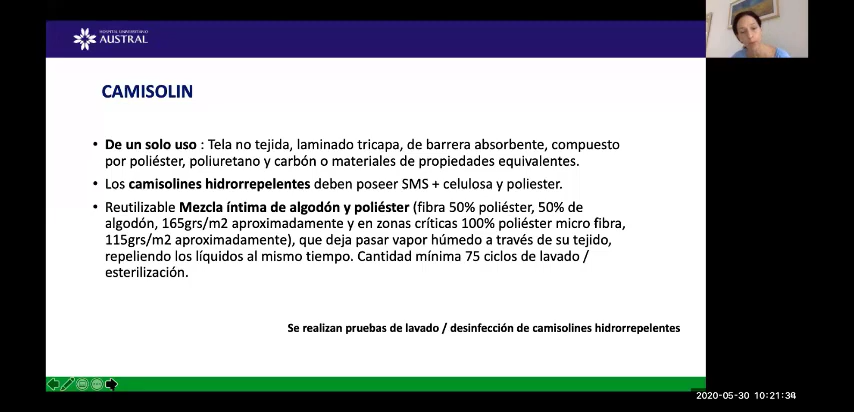 HOSPITAL UNIVERSITARIO
AUSTRAL
CAMISOLIN
• De un solo uso : Tela no tejida, laminado tricapa, de barrera absorbente, compuesto
por poliéster, poliuretano y carbón o materiales de propiedades equivalentes.
• Los camisolines hidrorrepelentes deben poseer SMS + celulosa y poliester.
• Reutilizable Mezcla íntima de algodón y poliéster (fibra 50% poliéster, 50% de
algodón, 165grs/m2 aproximadamente y en zonas críticas 100% poliéster micro fibra,
115grs/m2 aproximadamente), que deja pasar vapor húmedo a través de su tejido,
repeliendo los líquidos al mismo tiempo. Cantidad mínima 75 ciclos de lavado /
esterilización.
Se realizan pruebas de lavado / desinfección de camisolines hidrorrepelentes
2020-05-30 10:21:34